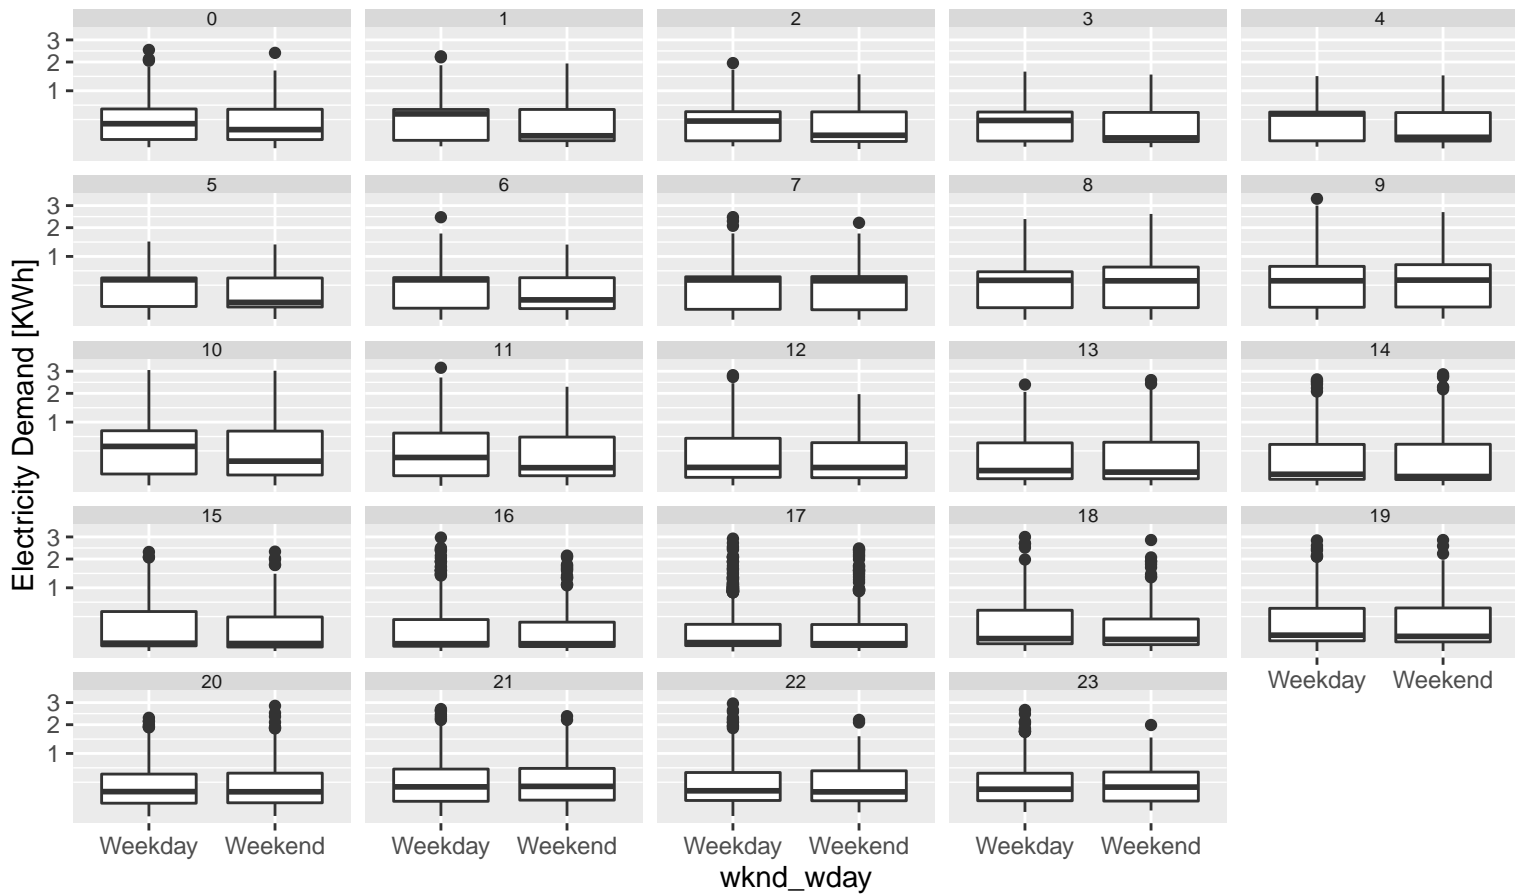 0 1 2 3 4
3
2
1
5 6 7 8 9
3
2
1
10 11 12 13 14
3
2
1
15 16 17 18 19
3
2
1
Weekday Weekend
20 21 22 23
3
2
1
Weekday Weekend Weekday Weekend Weekday Weekend Weekday Weekend
wknd_wday
Electricity Demand [KWh]